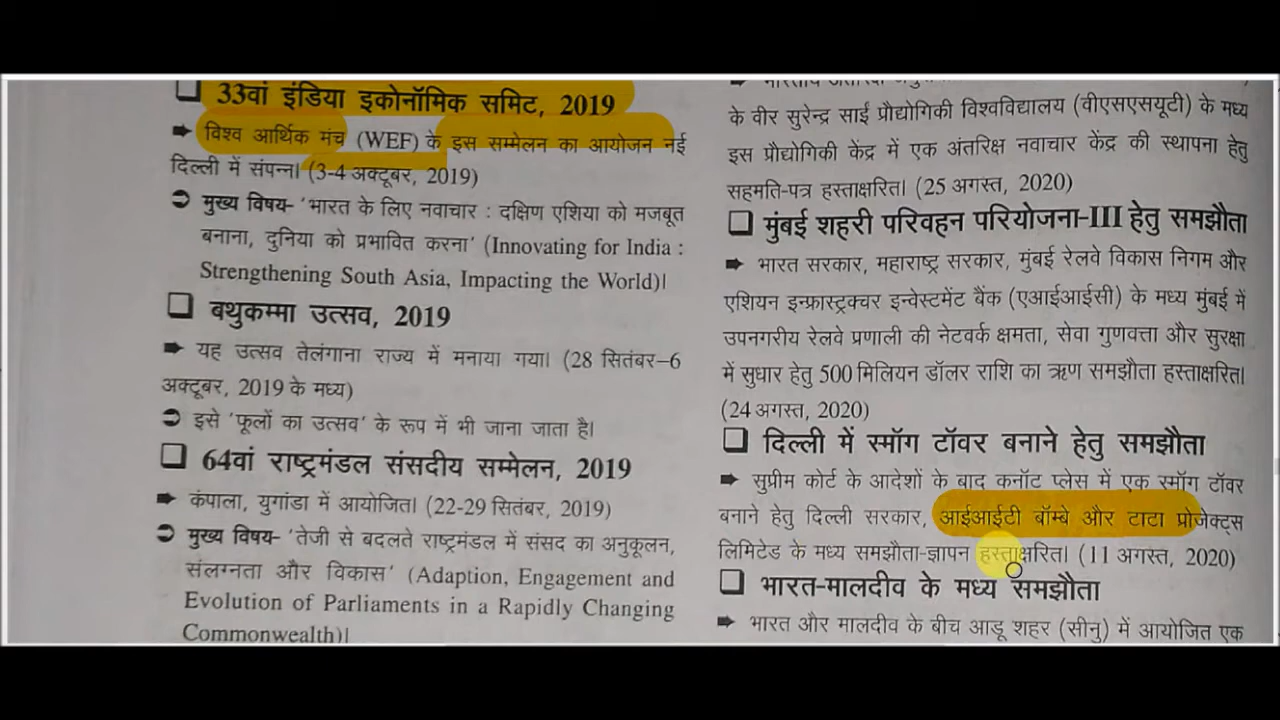 33वां इंडिया इकोनॉमिक समिट, 2019
विश्व आर्थिक मंच (WEF) के इस सम्मेलन का आयोजन नई
दिल्ली में संपन्न। (3-4 अक्टूबर, 2019)
मुख्य विषय- 'भारत के लिए नवाचार : दक्षिण एशिया को मजबूत
बनाना, दुनिया को प्रभावित करना' (Innovating for India :
Strengthening South Asia, Impacting the World)।
बथुकम्मा उत्सव, 2019
यह उत्सव तेलंगाना राज्य में मनाया गया। (28 सितंबर–6
अक्टूबर, 2019 के मध्य)
इसे 'फूलों का उत्सव' के रूप में भी जाना जाता है।
64वां राष्ट्रमंडल संसदीय सम्मेलन, 2019
कंपाला, युगांडा में आयोजित। (22-29 सितंबर, 2019)
मुख्य विषय- 'तेजी से बदलते राष्ट्रमंडल में संसद का अनुकूलन,
संलग्नता और विकास' (Adaption, Engagement and
Evolution of Parliaments in a Rapidly Changing
Commonwealth)।
के वीर सुरेन्द्र साई प्रौद्योगिकी विश्वविद्यालय (वीएसएसयूटी) के मध्य
इस प्रौद्योगिकी केंद्र में एक अंतरिक्ष नवाचार केंद्र की स्थापना हेतु
सहमति-पत्र हस्ताक्षरित। (25 अगस्त, 2020)
मुंबई शहरी परिवहन परियोजना-III हेतु समझौता
भारत सरकार, महाराष्ट्र सरकार, मुंबई रेलवे विकास निगम और
एशियन इन्फ्रास्ट्रक्चर इन्वेस्टमेंट बैंक (एआईआईसी) के मध्य मुंबई में
उपनगरीय रेलवे प्रणाली की नेटवर्क क्षमता, सेवा गुणवत्ता और सुरक्षा
में सुधार हेतु 500 मिलियन डॉलर राशि का ऋण समझौता हस्ताक्षरित।
(24 अगस्त, 2020)
दिल्ली में स्मॉग टॉवर बनाने हेतु समझौता
सुप्रीम कोर्ट के आदेशों के बाद कनॉट प्लेस में एक स्मॉग टॉवर
बनाने हेतु दिल्ली सरकार, आईआईटी बॉम्बे और टाटा प्रोजेक्ट्स
लिमिटेड के मध्य समझौता-ज्ञापन हस्ताक्षरित। (11 अगस्त, 2020)
भारत-मालदीव के मध्य समझौता
भारत और मालदीव के बीच आडू शहर (सीनु) में आयोजित एक